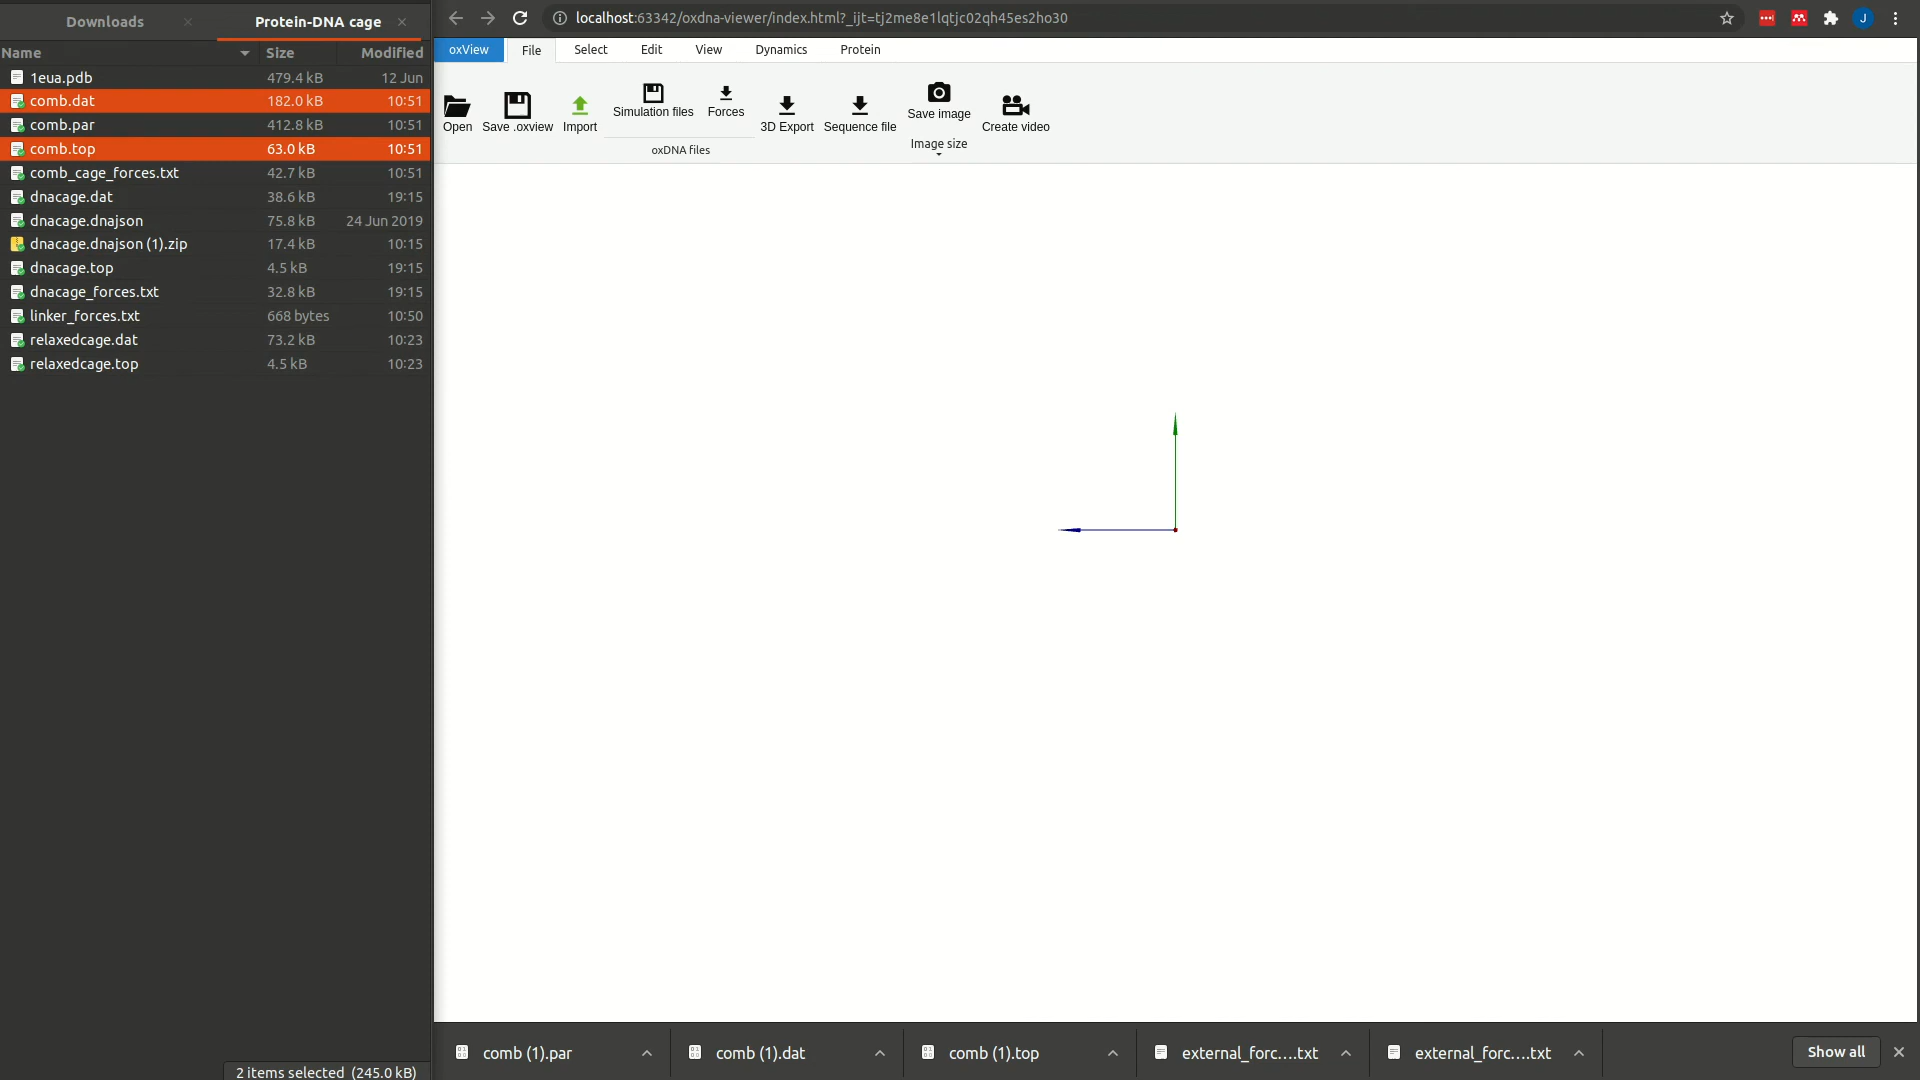 Downloads
Protein-DNA cage
Name Size Modified
1eua.pdb 479.4 kB 12 Jun
comb.dat 182.0 kB 10:51
comb.par 412.8 kB 10:51
comb.top 63.0 kB 10:51
comb_cage_forces.txt 42.7 kB 10:51
dnacage.dat 38.6 kB 19:15
dnacage.dnajson 75.8 kB 24 Jun 2019
dnacage.dnajson (1).zip 17.4 kB 10:15
dnacage.top 4.5 kB 19:15
dnacage_forces.txt 32.8 kB 19:15
linker_forces.txt 668 bytes 10:50
relaxedcage.dat 73.2 kB 10:23
relaxedcage.top 4.5 kB 10:23
2 items selected (245.0 kB)
localhost:63342/oxdna-viewer/index.html?_ijt=tj2me8e1lqtjc02qh45es2ho30
J
oxView File Select Edit View Dynamics Protein
Open
Save .oxview
Import
Simulation files
Forces
oxDNA files
3D Export
Sequence file
Save image
Image size
Create video
comb (1).par
comb (1).dat
comb (1).top
external_forc....txt
external_forc....txt
Show all